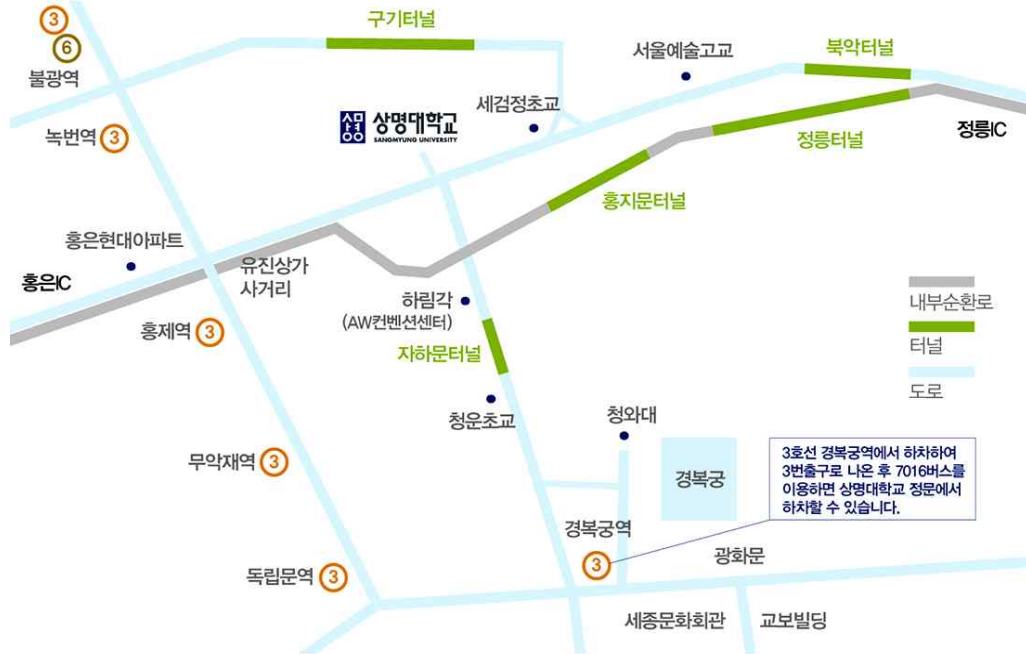 3
6
불광역
구기터널
서울예술고교
북악터널
세검정초교
상명
상명대학교
SANGMYUNG UNIVERSITY
녹번역 3
정릉터널
정릉IC
홍지문터널
홍은현대아파트
홍은IC
유진상가
사거리
하림각
(AW컨벤션센터)
내부순환로
홍제역 3
자하문터널
터널
도로
청운초교
청와대
무악재역 3
경복궁
3호선 경복궁역에서 하차하여
3번출구로 나온 후 7016버스를
이용하면 상명대학교 정문에서
하차할 수 있습니다.
경복궁역
3
광화문
독립문역 3
세종문화회관
교보빌딩